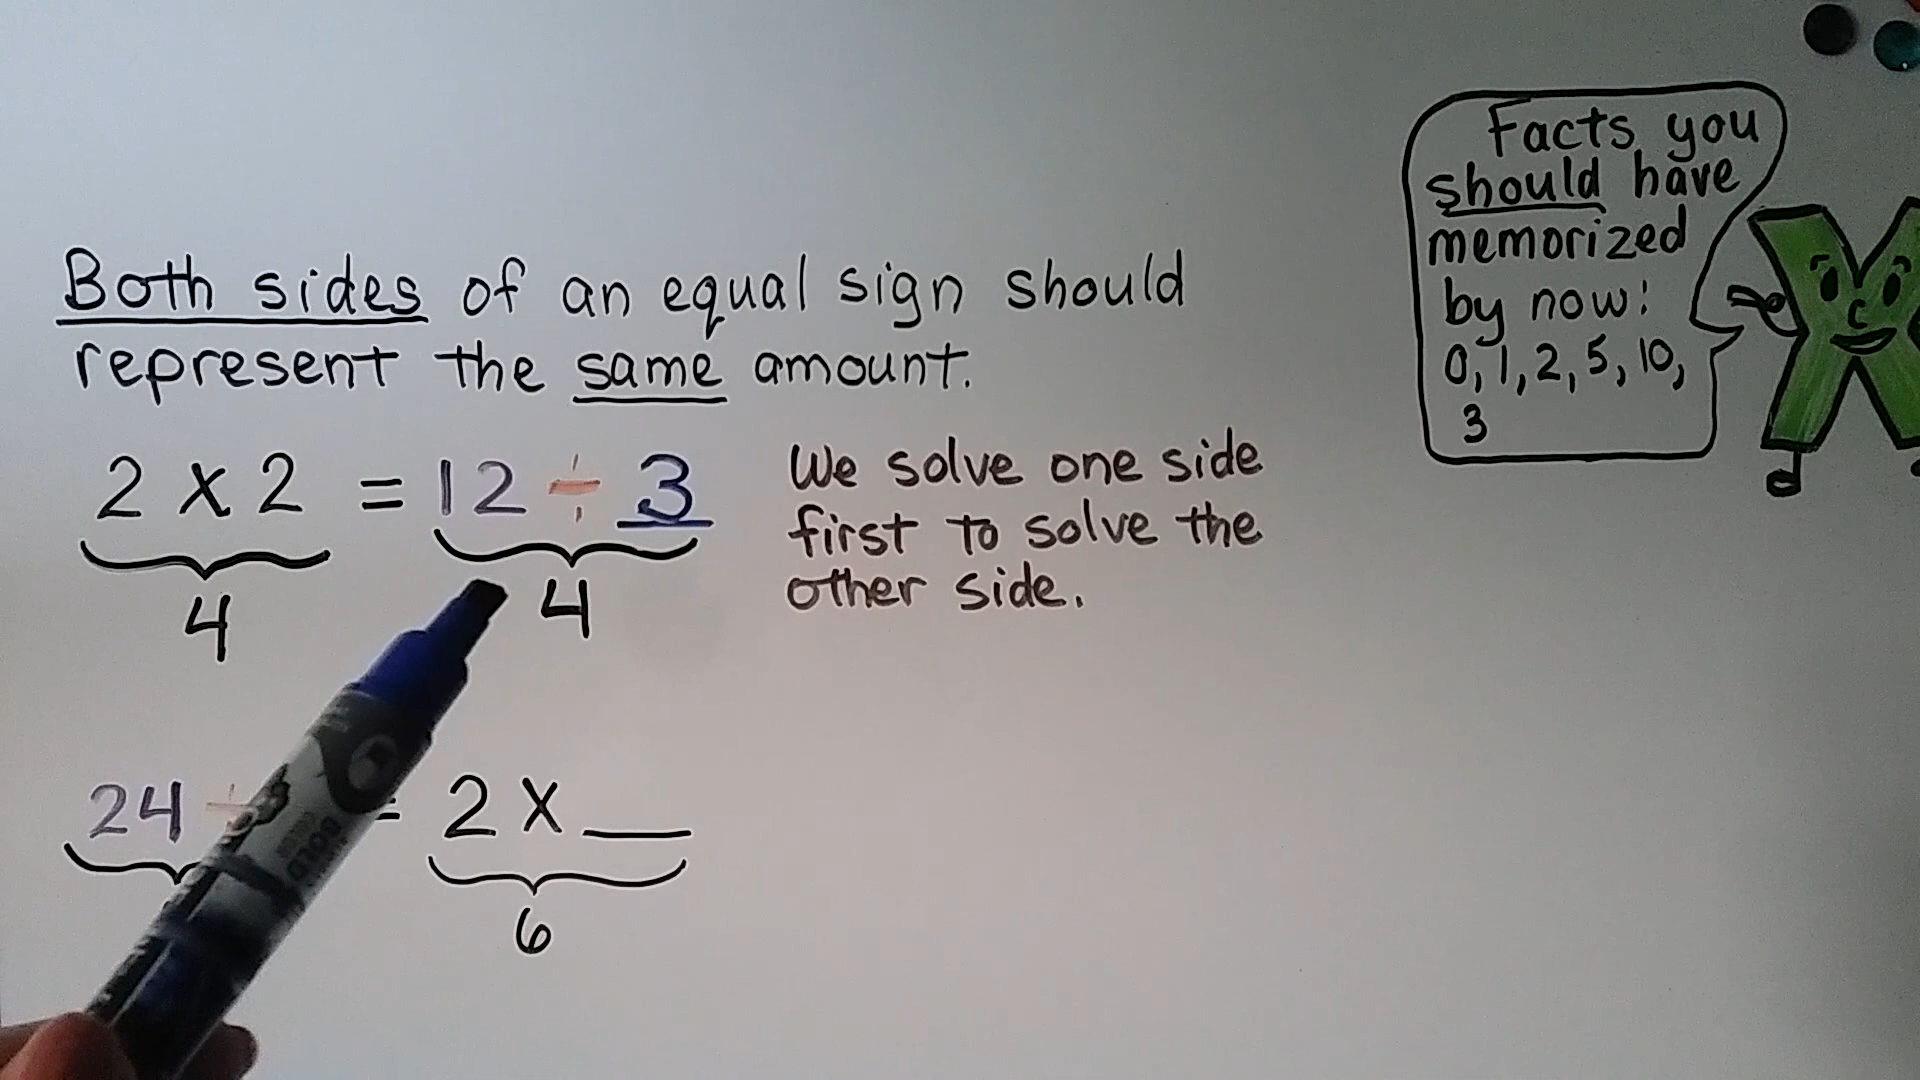 Facts you
should have
memorized
by now:
0, 1, 2, 5, 10,
3
Both sides of an equal sign should
represent the same amount.
2 x 2 = 12 ÷ 3
4 4
We solve one side
first to solve the
other side.
24 ÷ = 2 x __
6